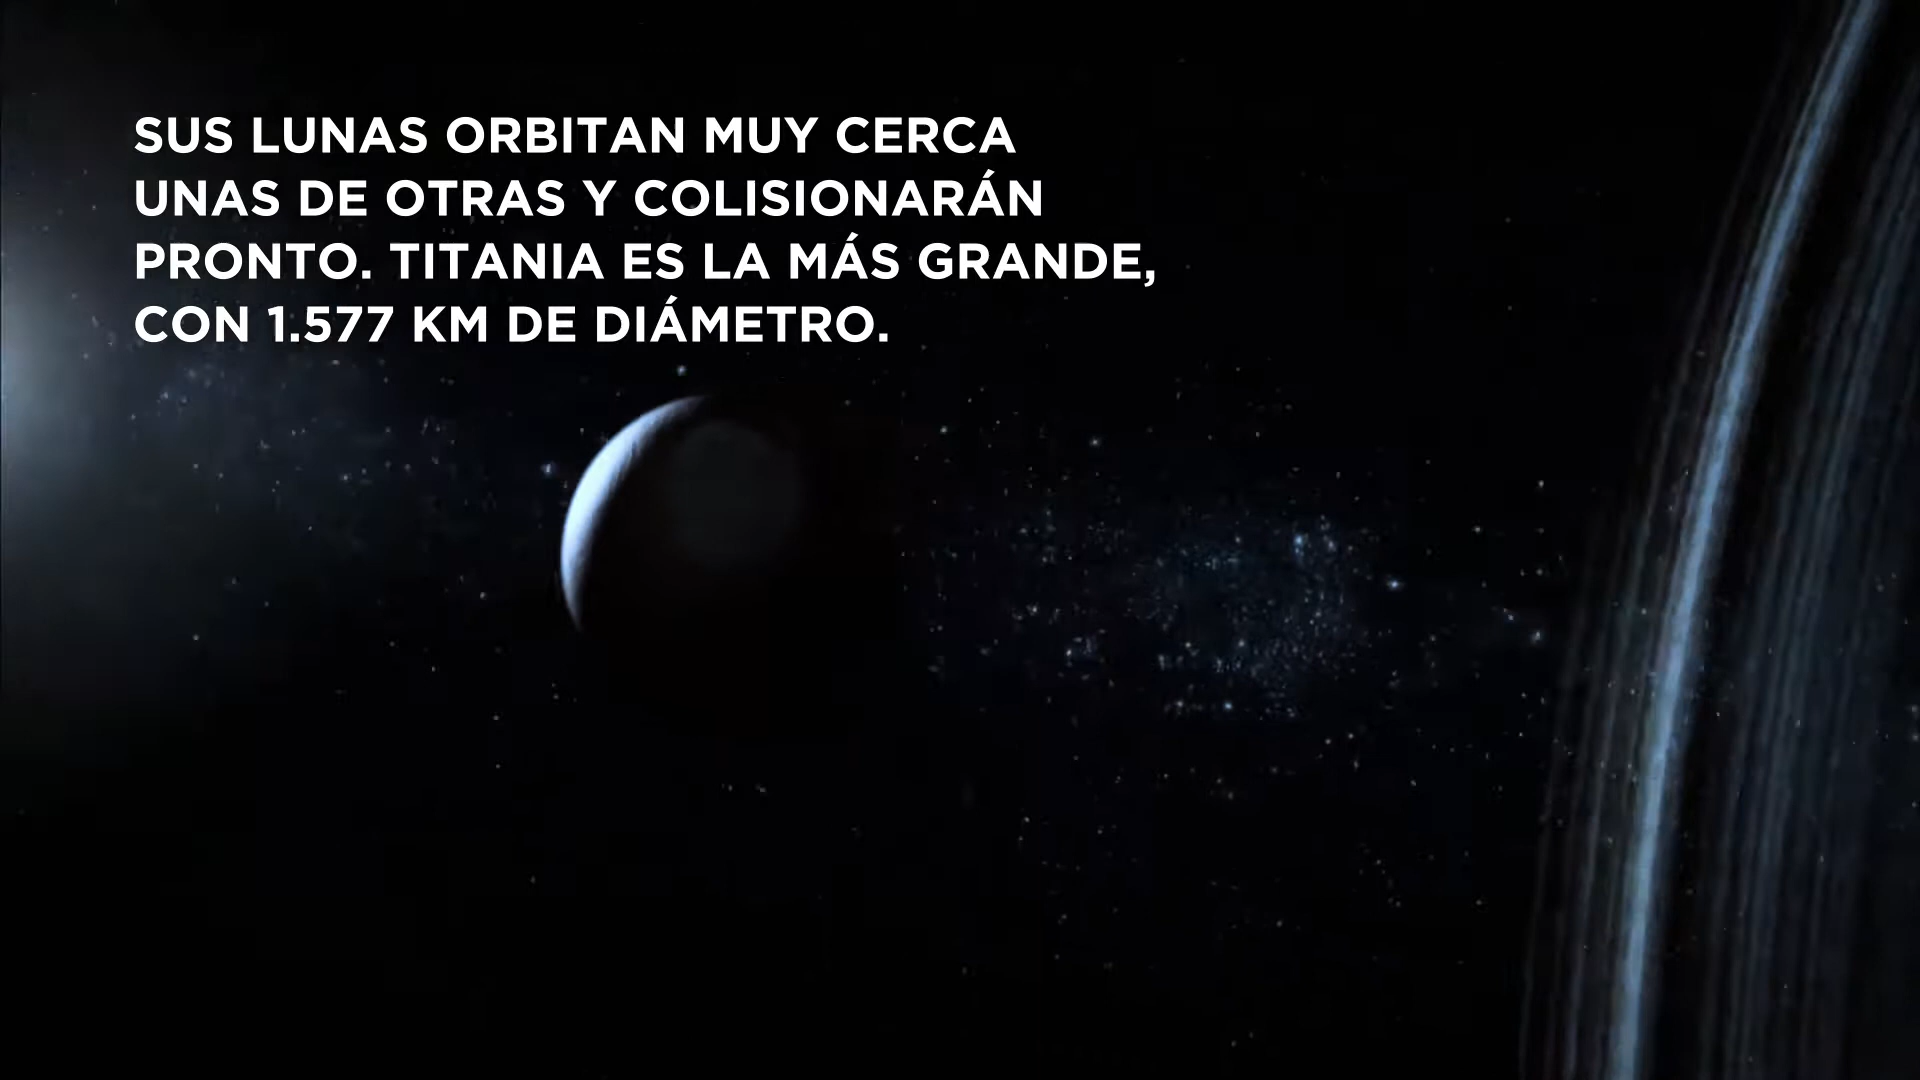 SUS LUNAS ORBITAN MUY CERCA
UNAS DE OTRAS Y COLISIONARÁN
PRONTO. TITANIA ES LA MÁS GRANDE,
CON 1.577 KM DE DIÁMETRO.